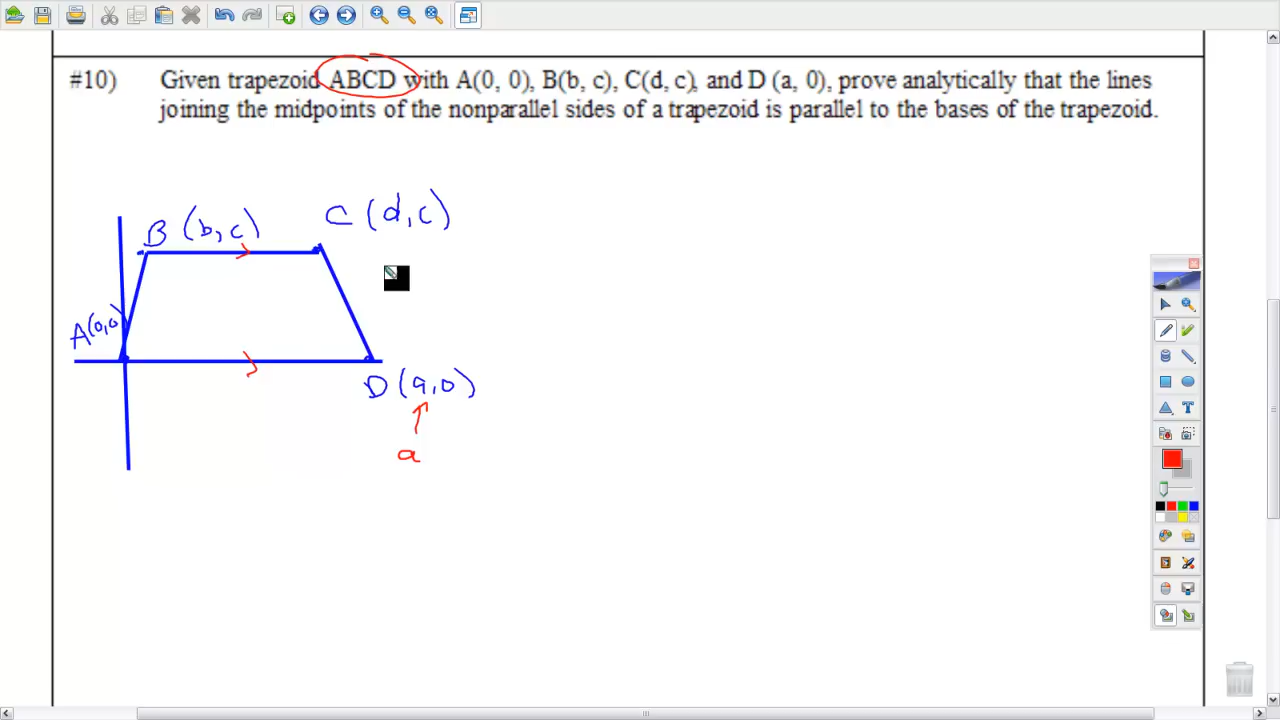 #10) Given trapezoid ABCD with A(0, 0), B(b, c), C(d, c), and D (a, 0), prove analytically that the lines
joining the midpoints of the nonparallel sides of a trapezoid is parallel to the bases of the trapezoid.
B (b, c)
C (d, c)
A(0,0)
D (a, 0)
a
T